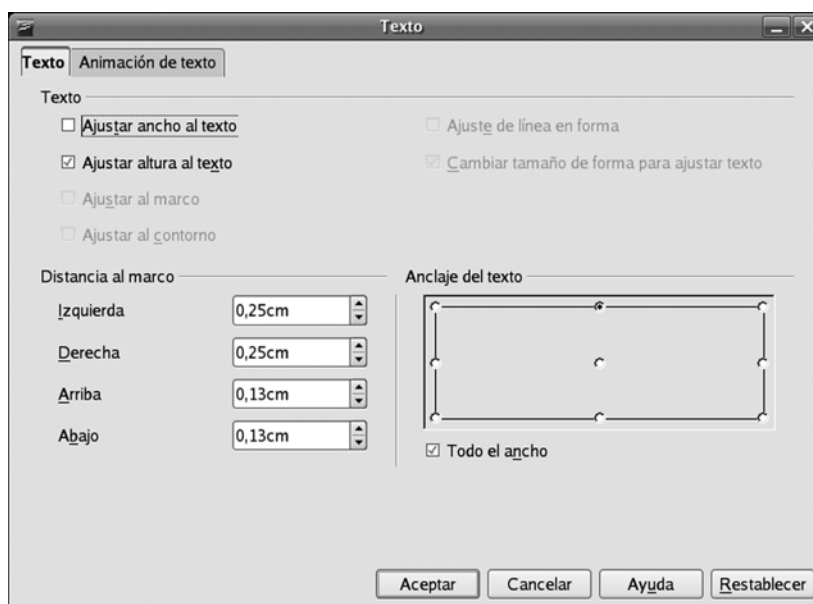 Texto
Texto Animación de texto
Texto
Ajustar ancho al texto
Ajuste de línea en forma
Ajustar altura al texto
Cambiar tamaño de forma para ajustar texto
Ajustar al marco
Ajustar al contorno
Distancia al marco
Izquierda 0,25cm
Derecha 0,25cm
Arriba 0,13cm
Abajo 0,13cm
Anclaje del texto
Todo el ancho
Aceptar Cancelar Ayuda Restablecer